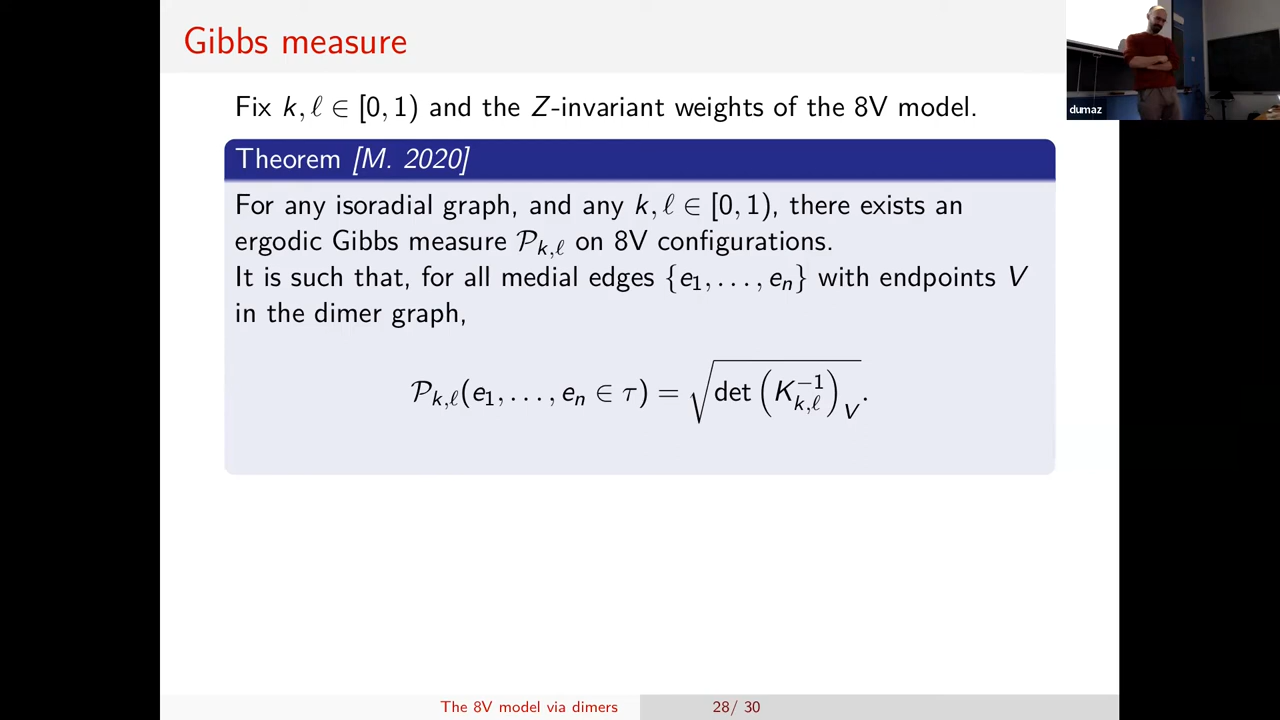 Gibbs measure
dumaz
Fix k, ℓ ∈ [0, 1) and the Z-invariant weights of the 8V model.
Theorem [M. 2020]
For any isoradial graph, and any k, ℓ ∈ [0, 1), there exists an
ergodic Gibbs measure 𝒫_{k,ℓ} on 8V configurations.
It is such that, for all medial edges {e_1, . . . , e_n} with endpoints V
in the dimer graph,
𝒫_{k,ℓ}(e_1, . . . , e_n ∈ τ) = √det (K_{k,ℓ}^{−1})_V.
The 8V model via dimers
28/ 30